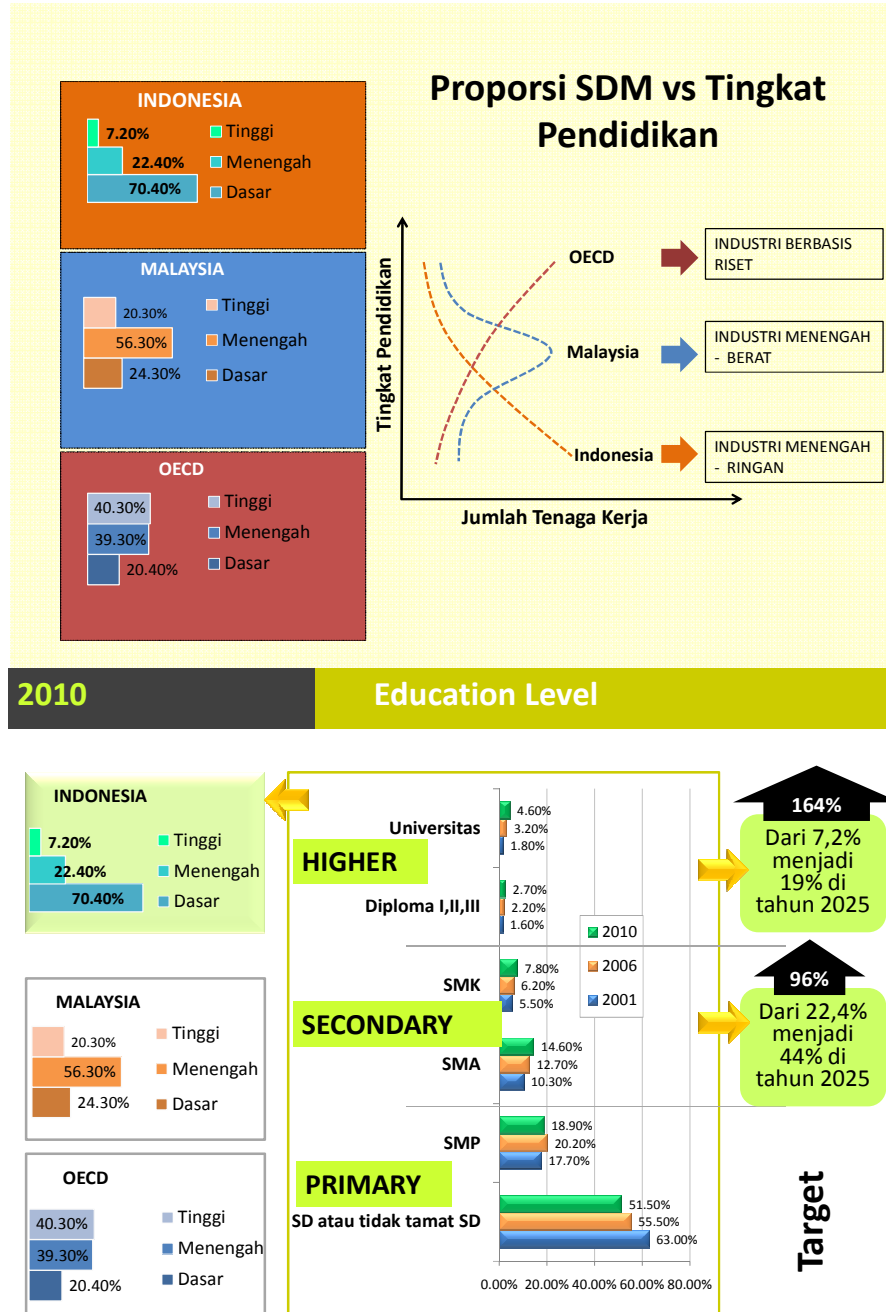 Proporsi SDM vs Tingkat
Pendidikan
INDONESIA
7.20%
22.40%
70.40%
Tinggi
Menengah
Dasar
MALAYSIA
20.30%
56.30%
24.30%
Tinggi
Menengah
Dasar
OECD
40.30%
39.30%
20.40%
Tinggi
Menengah
Dasar
Tingkat Pendidikan
OECD
INDUSTRI BERBASIS
RISET
Malaysia
INDUSTRI MENENGAH
- BERAT
Indonesia
INDUSTRI MENENGAH
- RINGAN
Jumlah Tenaga Kerja
2010
Education Level
INDONESIA
7.20%
22.40%
70.40%
Tinggi
Menengah
Dasar
MALAYSIA
20.30%
56.30%
24.30%
Tinggi
Menengah
Dasar
OECD
40.30%
39.30%
20.40%
Tinggi
Menengah
Dasar
Universitas
4.60%
3.20%
1.80%
HIGHER
Diploma I,II,III
2.70%
2.20%
1.60%
2010
2006
2001
SMK
7.80%
6.20%
5.50%
SECONDARY
SMA
14.60%
12.70%
10.30%
SMP
18.90%
20.20%
17.70%
PRIMARY
SD atau tidak tamat SD
51.50%
55.50%
63.00%
0.00% 20.00% 40.00% 60.00% 80.00%
164%
Dari 7,2%
menjadi
19% di
tahun 2025
96%
Dari 22,4%
menjadi
44% di
tahun 2025
Target